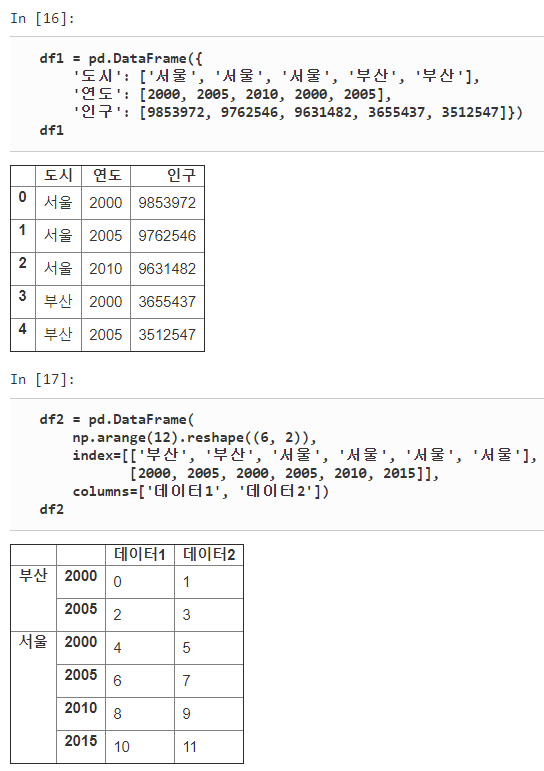 In [16]:
df1 = pd.DataFrame({
'도시': ['서울', '서울', '서울', '부산', '부산'],
'연도': [2000, 2005, 2010, 2000, 2005],
'인구': [9853972, 9762546, 9631482, 3655437, 3512547]})
df1
도시 연도 인구
0 서울 2000 9853972
1 서울 2005 9762546
2 서울 2010 9631482
3 부산 2000 3655437
4 부산 2005 3512547
In [17]:
df2 = pd.DataFrame(
np.arange(12).reshape((6, 2)),
index=[['부산', '부산', '서울', '서울', '서울', '서울'],
[2000, 2005, 2000, 2005, 2010, 2015]],
columns=['데이터1', '데이터2'])
df2
데이터1 데이터2
부산 2000 0 1
2005 2 3
서울 2000 4 5
2005 6 7
2010 8 9
2015 10 11